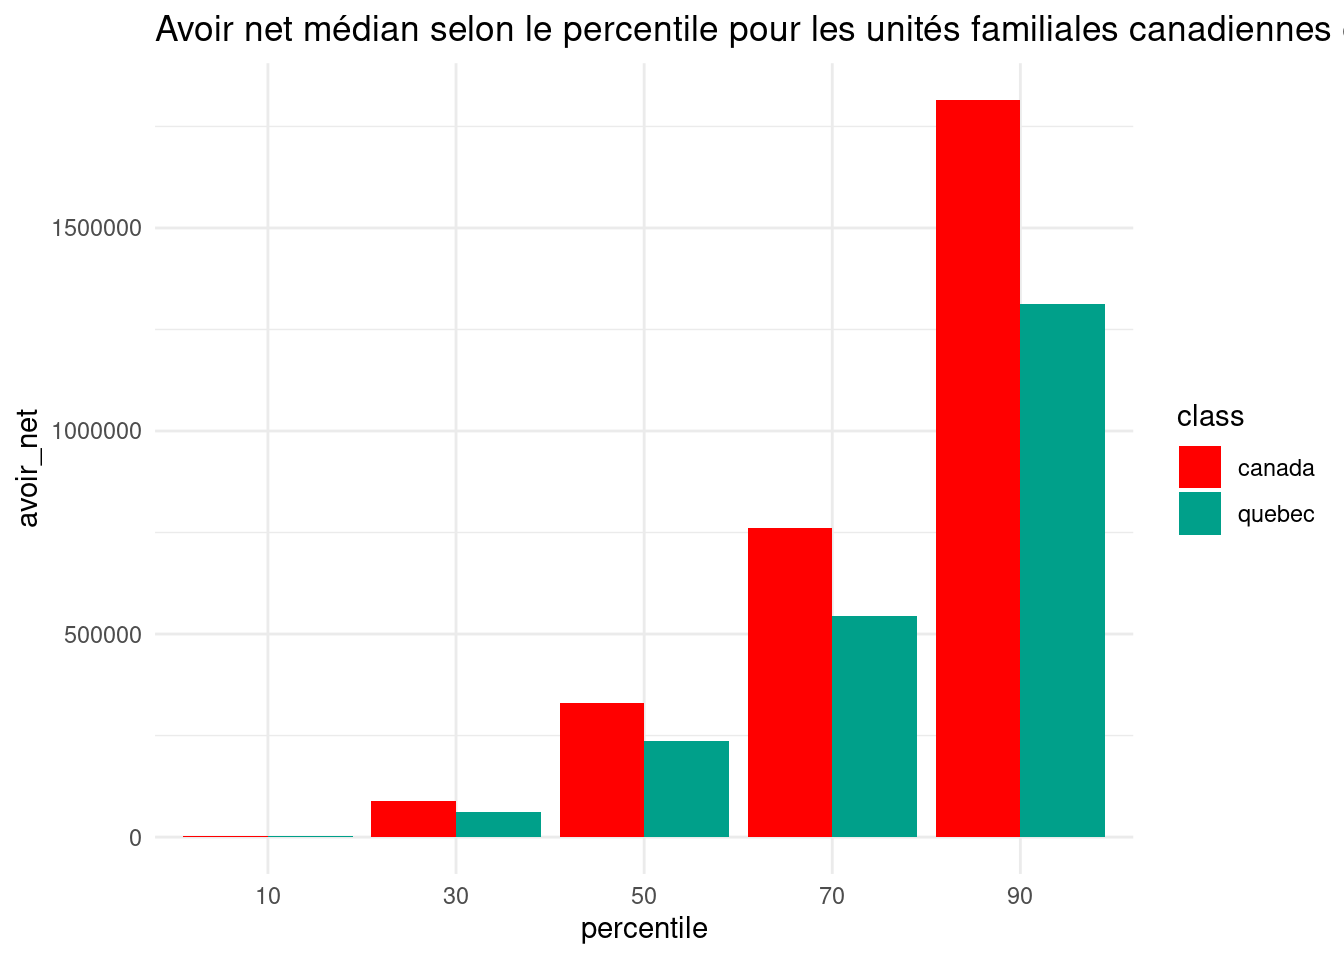 Avoir net médian selon le percentile pour les unités familiales canadiennes
1500000
1000000
500000
0
avoir_net
10 30 50 70 90
percentile
class
canada
quebec